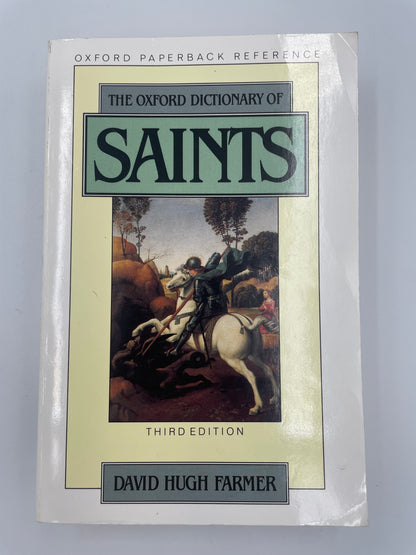 OXFORD PAPERBACK REFERENCE
THE OXFORD DICTIONARY OF
SAINTS
THIRD EDITION
DAVID HUGH FARMER